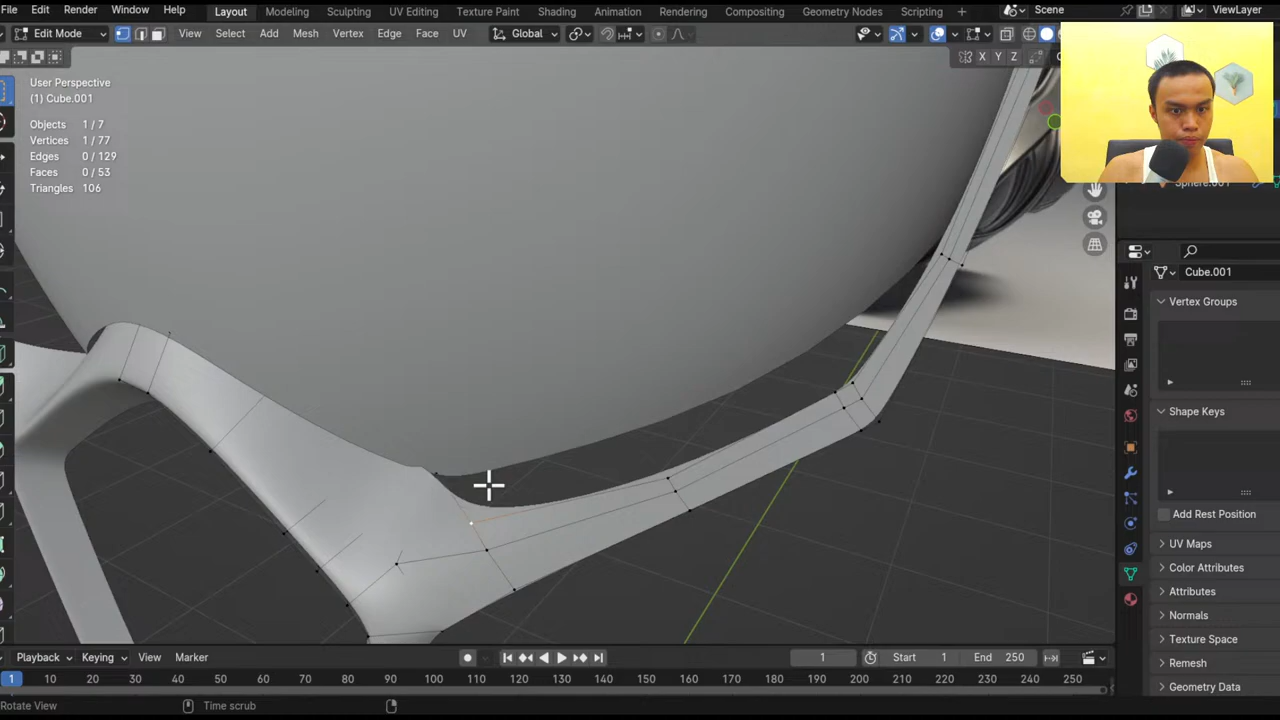 File Edit Render Window Help Layout Modeling Sculpting UV Editing Texture Paint Shading Animation Rendering Compositing Geometry Nodes Scripting + Scene ViewLayer
Edit Mode View Select Add Mesh Vertex Edge Face UV Global
X Y Z
User Perspective
(1) Cube.001
Objects 1 / 7
Vertices 1 / 77
Edges 0 / 129
Faces 0 / 53
Triangles 106
Sphere.001
Cube.001
Vertex Groups
Shape Keys
Add Rest Position
UV Maps
Color Attributes
Attributes
Normals
Texture Space
Remesh
Geometry Data
Playback Keying View Marker 1 Start 1 End 250
1 10 20 30 40 50 60 70 80 90 100 110 120 130 140 150 160 170 180 190 200 210 220 230 240 250
Rotate View Time scrub